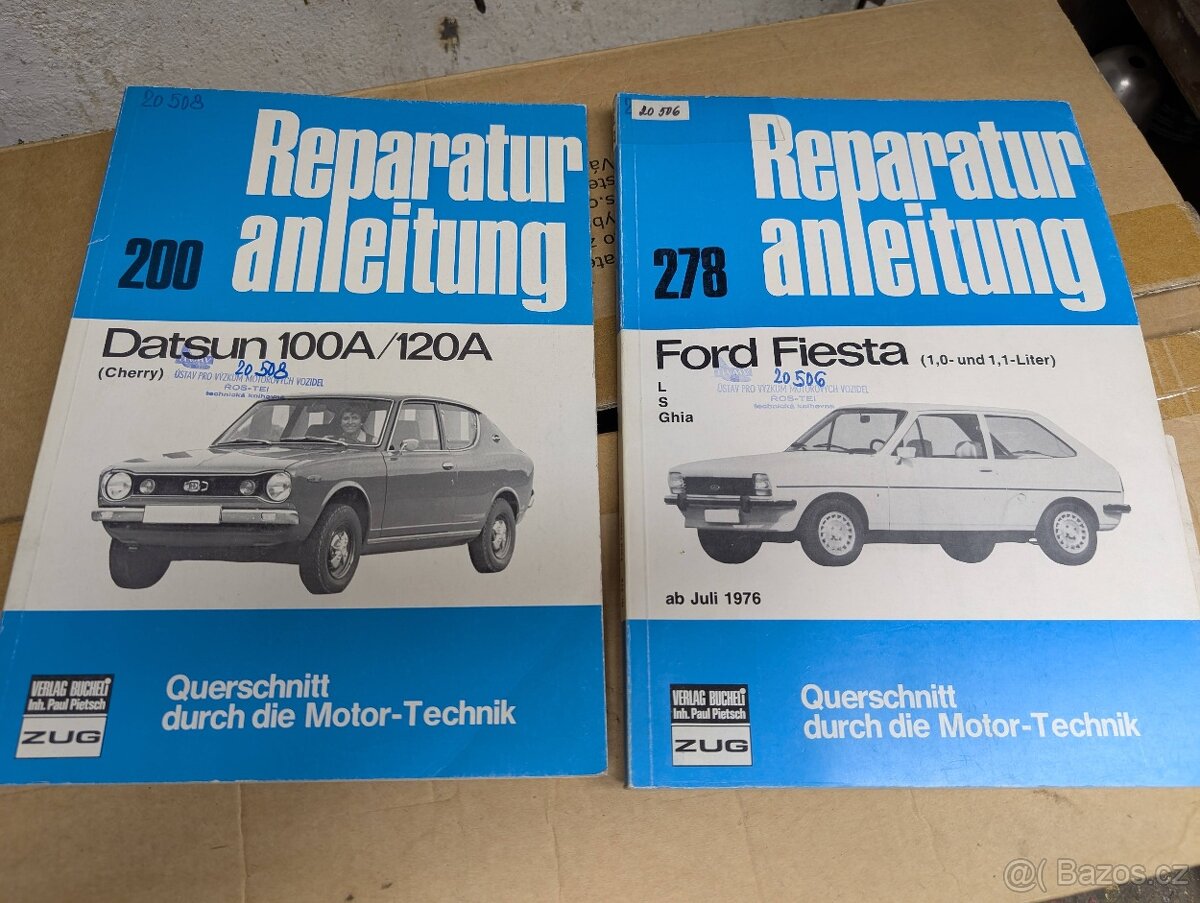 20 508
Reparatur
anleitung
200
Datsun 100A/120A
(Cherry)
20 508
ÚSTAV PRO VÝZKUM MOTOROVÝCH VOZIDEL
ROS-TEI
technická knihovna
VERLAG BUCHELI
Inh. Paul Pietsch
ZUG
Querschnitt
durch die Motor-Technik
20 506
Reparatur
anleitung
278
Ford Fiesta (1,0- und 1,1-Liter)
L
S
Ghia
20 506
ÚSTAV PRO VÝZKUM MOTOROVÝCH VOZIDEL
ROS-TEI
technická knihovna
ab Juli 1976
VERLAG BUCHELI
Inh. Paul Pietsch
ZUG
Querschnitt
durch die Motor-Technik
@( Bazos.cz